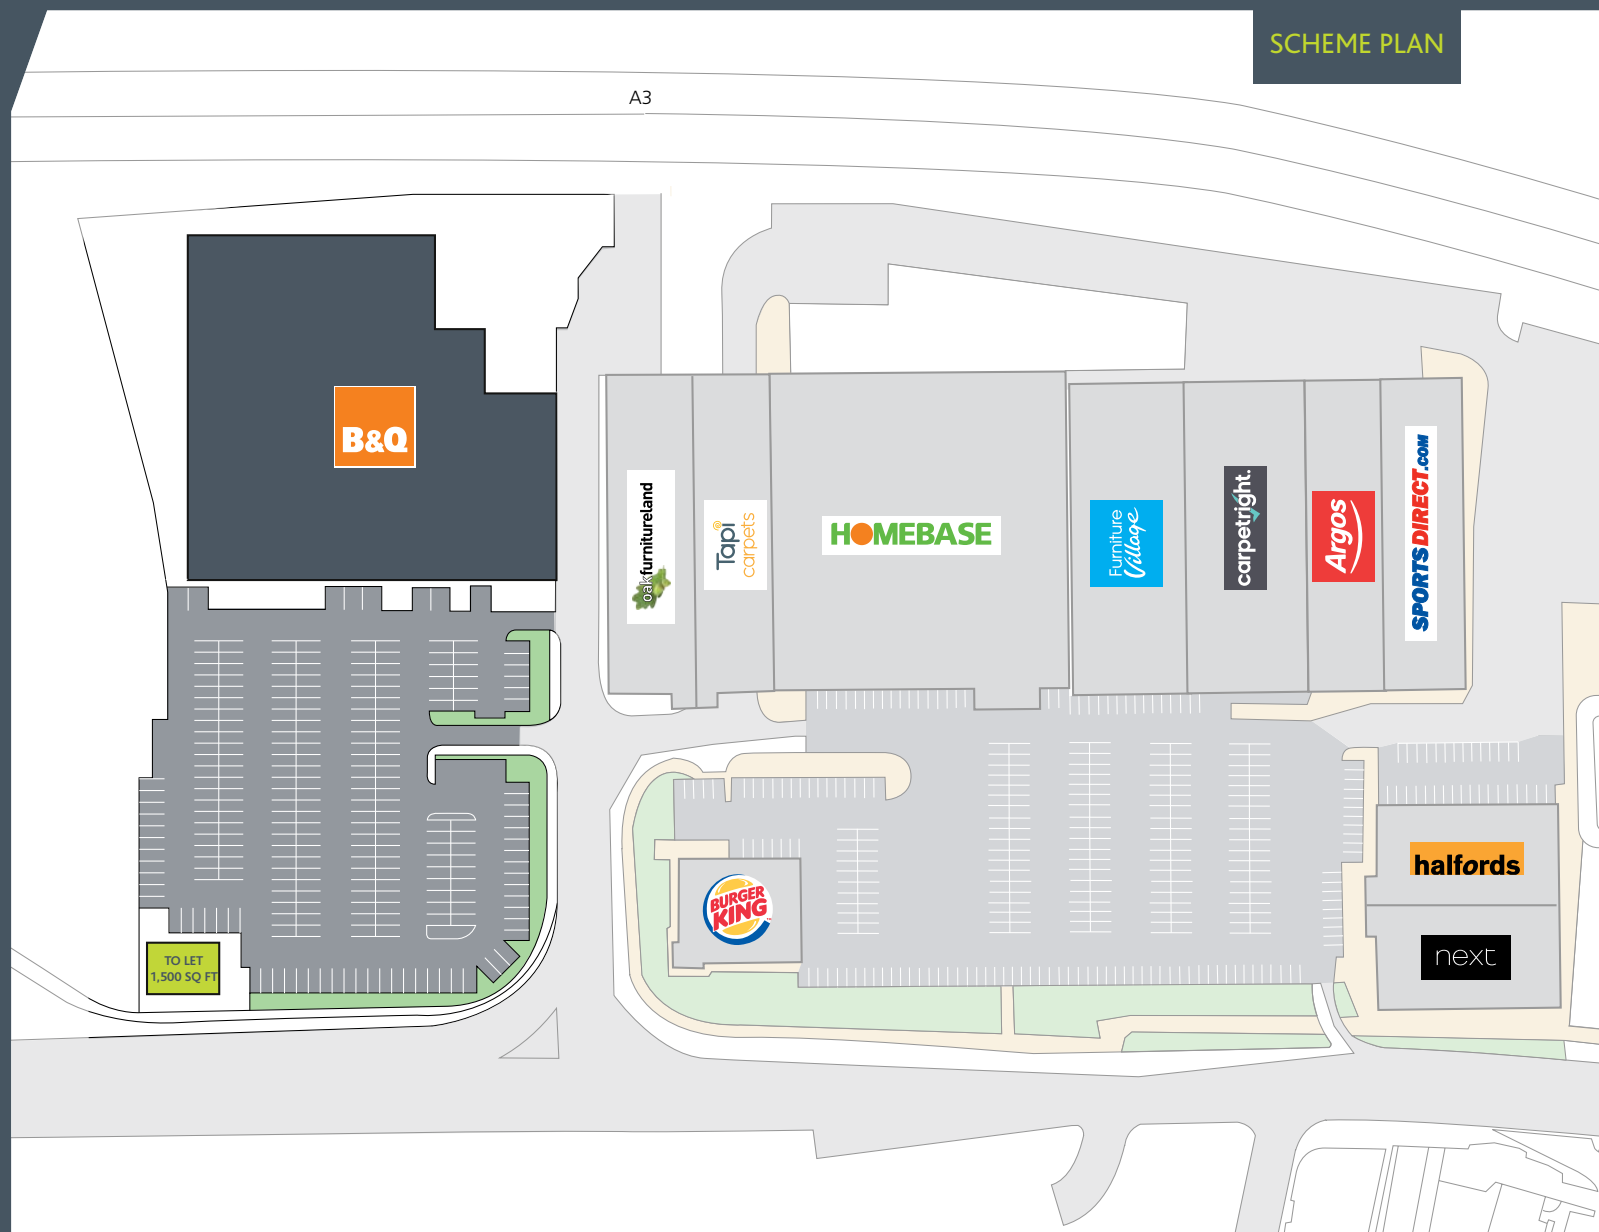 SCHEME PLAN
A3
B&Q
oakfurnitureland
Tapi
carpets
HOMEBASE
Furniture
Village
carpetright.
Argos
SPORTSDIRECT.COM
BURGER
KING
™
halfords
next
TO LET
1,500 SQ FT